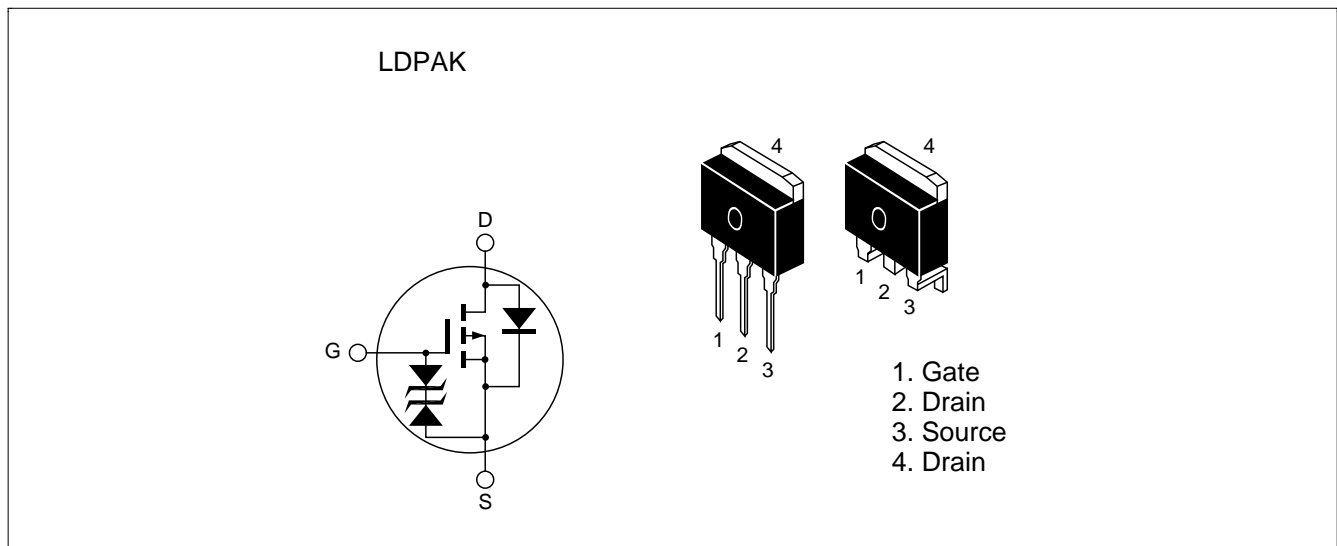 LDPAK
4
4
D
G
S
1
2
3
1
2
3
1. Gate
2. Drain
3. Source
4. Drain